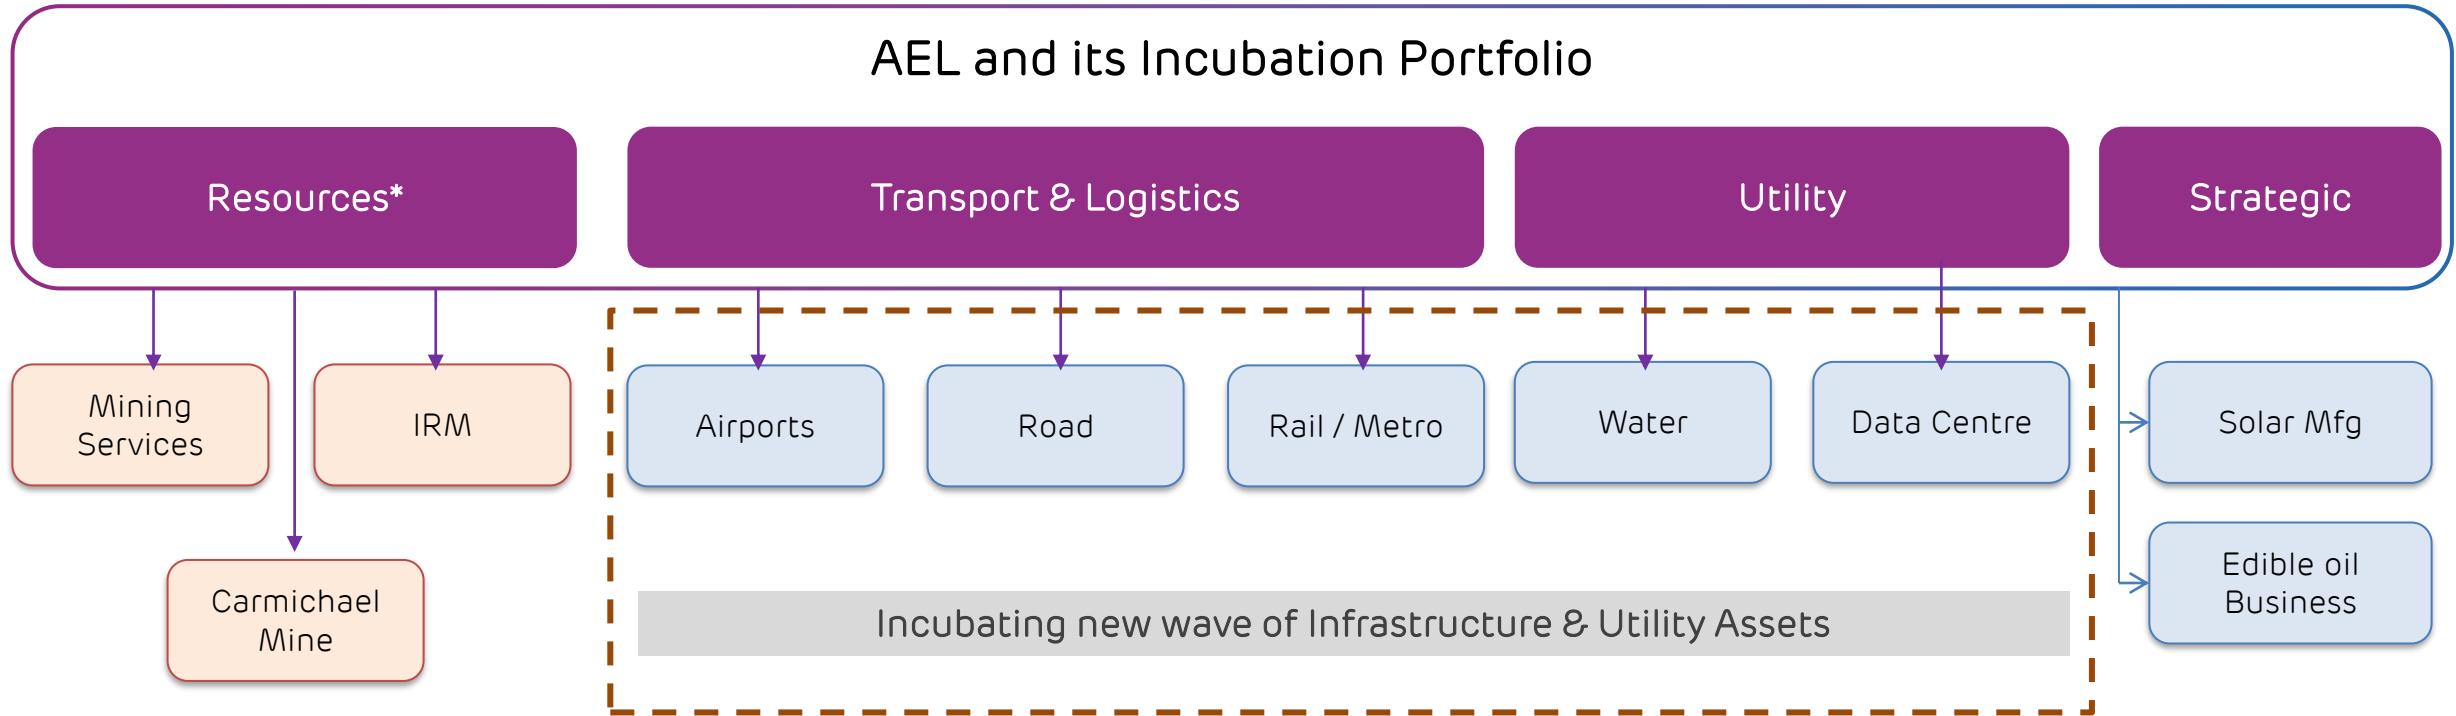 AEL and its Incubation Portfolio
Resources*
Transport & Logistics
Utility
Strategic
Mining
Services
IRM
Airports
Road
Rail / Metro
Water
Data Centre
Solar Mfg
Carmichael
Mine
Incubating new wave of Infrastructure & Utility Assets
Edible oil
Business